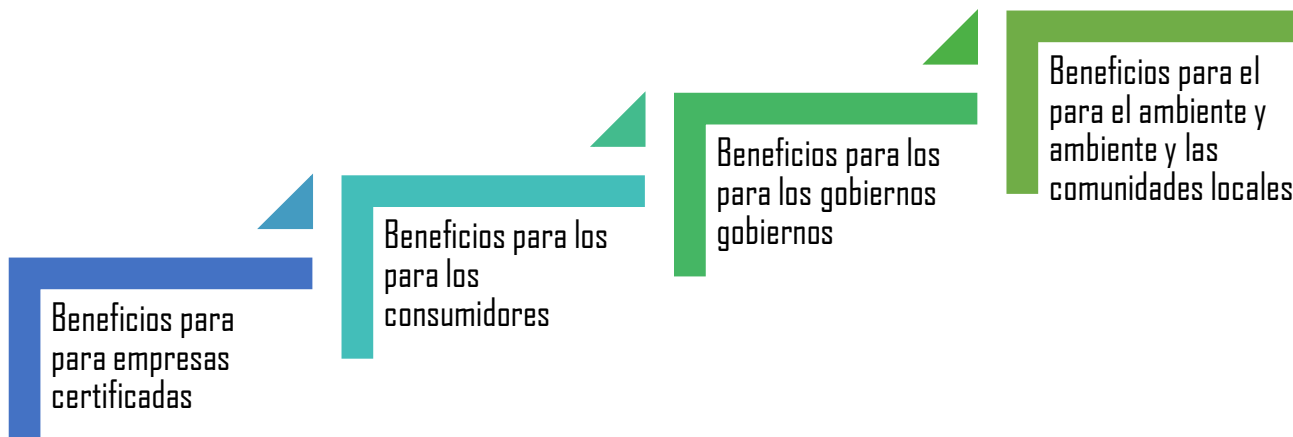 Beneficios para
para empresas
certificadas
Beneficios para los
para los
consumidores
Beneficios para los
para los gobiernos
gobiernos
Beneficios para el
para el ambiente y
ambiente y las
comunidades locales